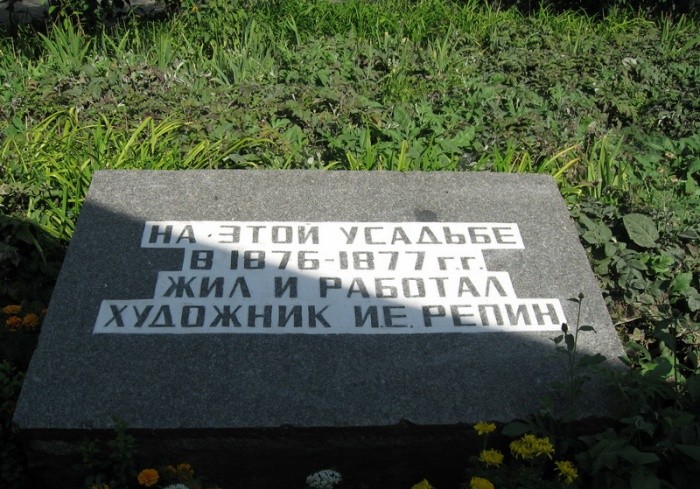 НА ЭТОЙ УСАДЬБЕ
В 1876-1877 г.г.
ЖИЛ И РАБОТАЛ
ХУДОЖНИК И.Е. РЕПИН